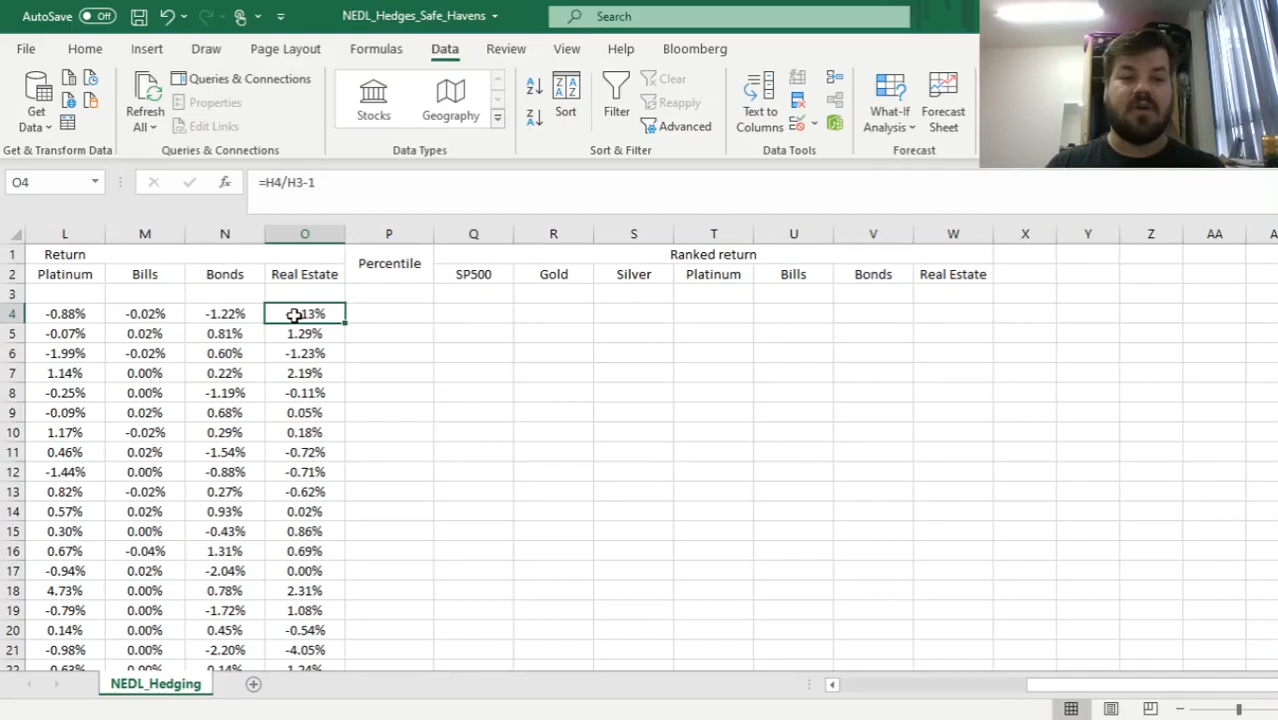 AutoSave Off NEDL_Hedges_Safe_Havens Search
File Home Insert Draw Page Layout Formulas Data Review View Help Bloomberg
Get Data Refresh All Queries & Connections Properties Edit Links Stocks Geography Sort Filter Clear Reapply Advanced Text to Columns What-If Analysis Forecast Sheet
Get & Transform Data Queries & Connections Data Types Sort & Filter Data Tools Forecast
O4 fx =H4/H3-1
L M N O P Q R S T U V W X Y Z AA
1 Return Percentile Ranked return
2 Platinum Bills Bonds Real Estate SP500 Gold Silver Platinum Bills Bonds Real Estate
3
4 -0.88% -0.02% -1.22% 13%
5 -0.07% 0.02% 0.81% 1.29%
6 -1.99% -0.02% 0.60% -1.23%
7 1.14% 0.00% 0.22% 2.19%
8 -0.25% 0.00% -1.19% -0.11%
9 -0.09% 0.02% 0.68% 0.05%
10 1.17% -0.02% 0.29% 0.18%
11 0.46% 0.02% -1.54% -0.72%
12 -1.44% 0.00% -0.88% -0.71%
13 0.82% -0.02% 0.27% -0.62%
14 0.57% 0.02% 0.93% 0.02%
15 0.30% 0.00% -0.43% 0.86%
16 0.67% -0.04% 1.31% 0.69%
17 -0.94% 0.02% -2.04% 0.00%
18 4.73% 0.00% 0.78% 2.31%
19 -0.79% 0.00% -1.72% 1.08%
20 0.14% 0.00% 0.45% -0.54%
21 -0.98% 0.00% -2.20% -4.05%
22 0.63% 0.00% 0.14% 1.24%
NEDL_Hedging